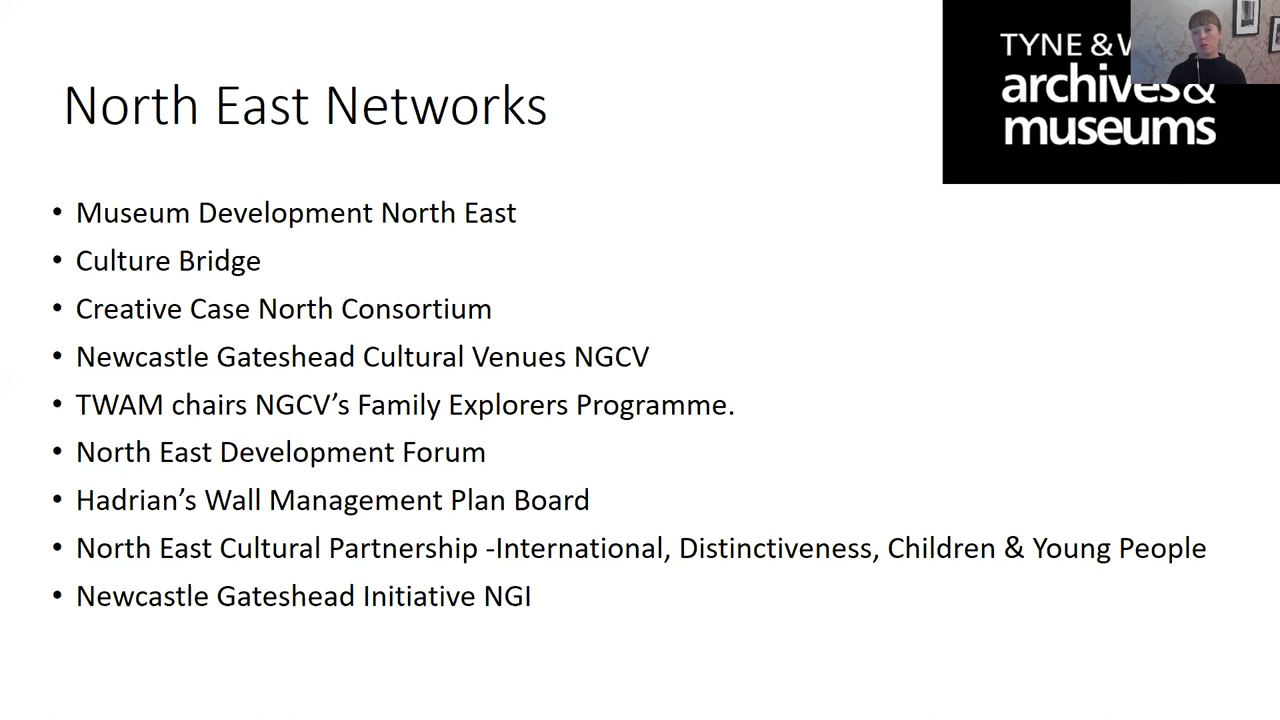 TYNE &
archives&
museums
North East Networks
• Museum Development North East
• Culture Bridge
• Creative Case North Consortium
• Newcastle Gateshead Cultural Venues NGCV
• TWAM chairs NGCV’s Family Explorers Programme.
• North East Development Forum
• Hadrian’s Wall Management Plan Board
• North East Cultural Partnership -International, Distinctiveness, Children & Young People
• Newcastle Gateshead Initiative NGI